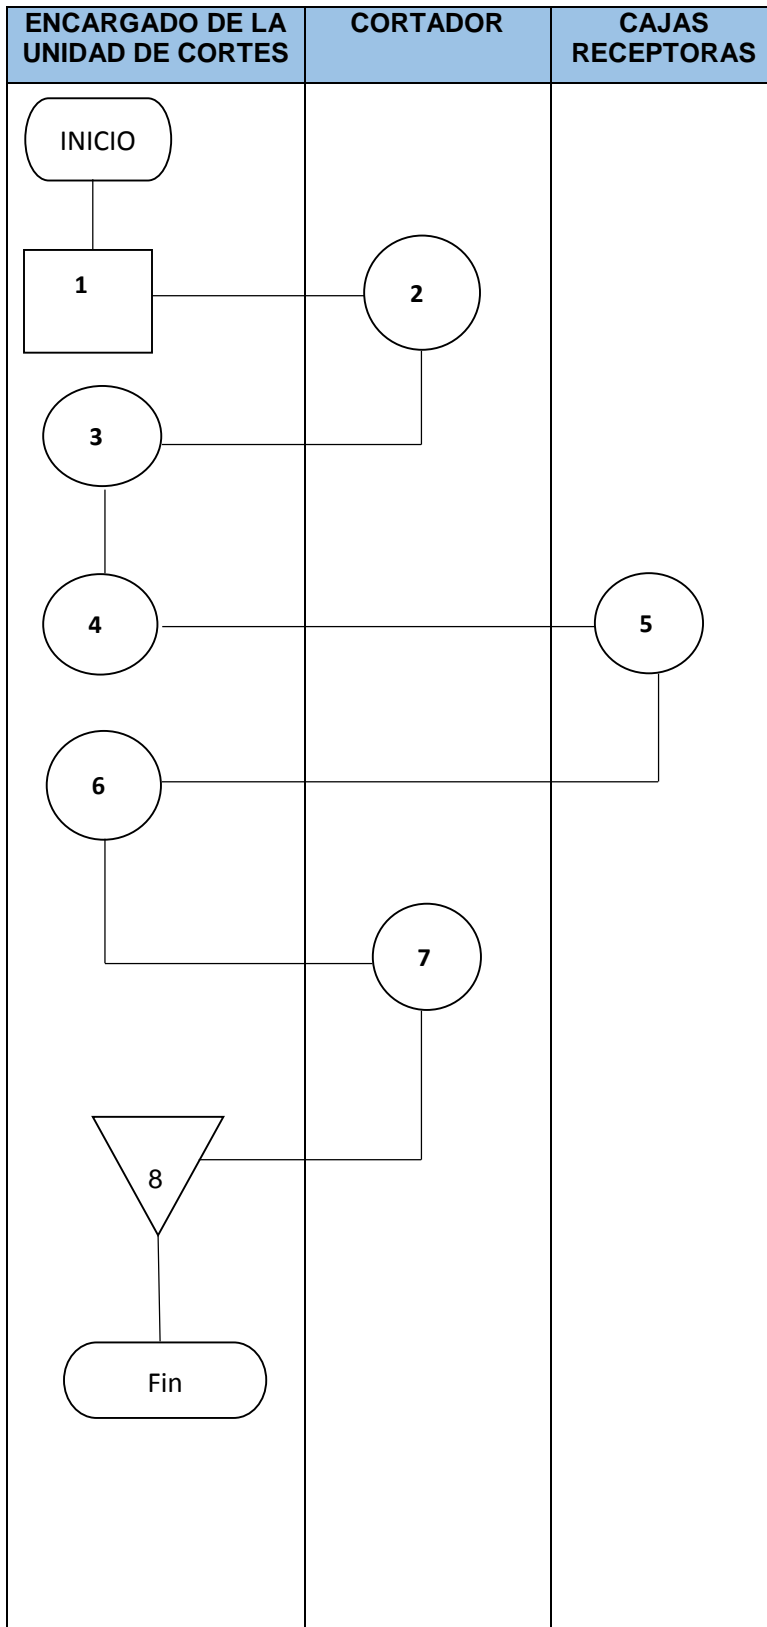 ENCARGADO DE LA
UNIDAD DE CORTES
CORTADOR
CAJAS
RECEPTORAS
INICIO
1
2
3
4
5
6
7
8
Fin